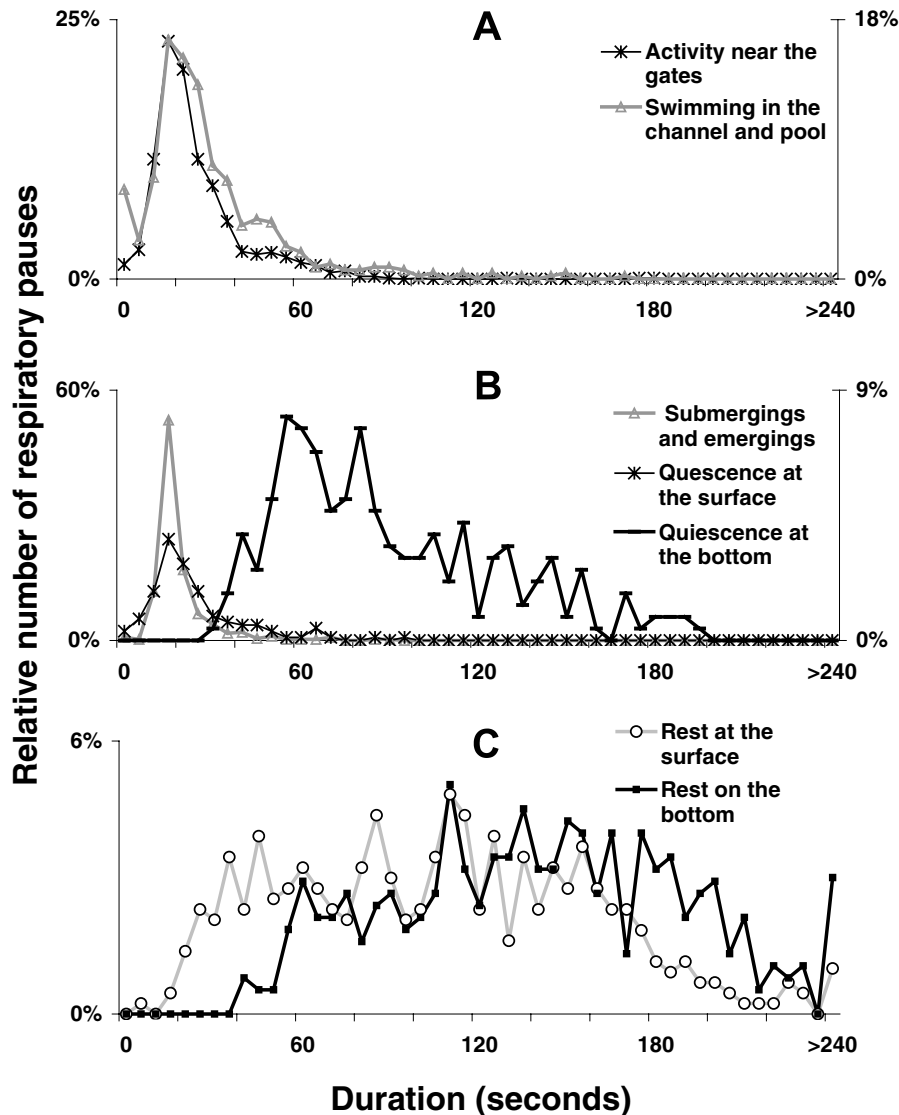 Relative number of respiratory pauses
25%
A
18%
Activity near the
gates
Swimming in the
channel and pool
0%
0%
0
60
120
180
>240
60%
B
9%
Submergings
and emergings
Quescence at
the surface
Quiescence at
the bottom
0%
0%
0
60
120
180
>240
6%
C
Rest at the
surface
Rest on the
bottom
0%
0
60
120
180
>240
Duration (seconds)